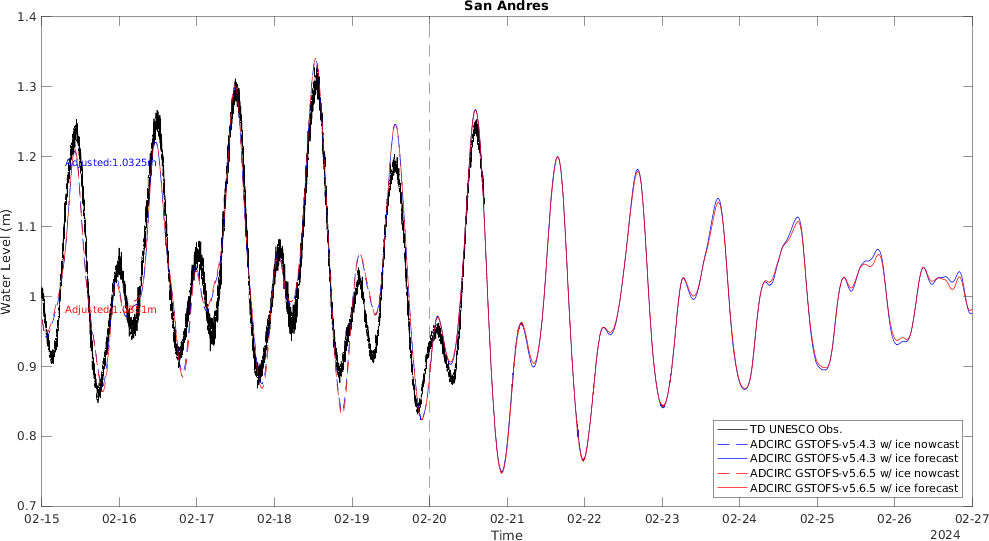 San Andres
Water Level (m)
1.4
1.3
1.2
1.1
1
0.9
0.8
0.7
Adjusted:1.0325m
TD UNESCO Obs.
ADCIRC GSTOFS-v5.4.3 w/ ice nowcast
ADCIRC GSTOFS-v5.4.3 w/ ice forecast
ADCIRC GSTOFS-v5.6.5 w/ ice nowcast
ADCIRC GSTOFS-v5.6.5 w/ ice forecast
02-15 02-16 02-17 02-18 02-19 02-20 02-21 02-22 02-23 02-24 02-25 02-26 02-27
Time
2024